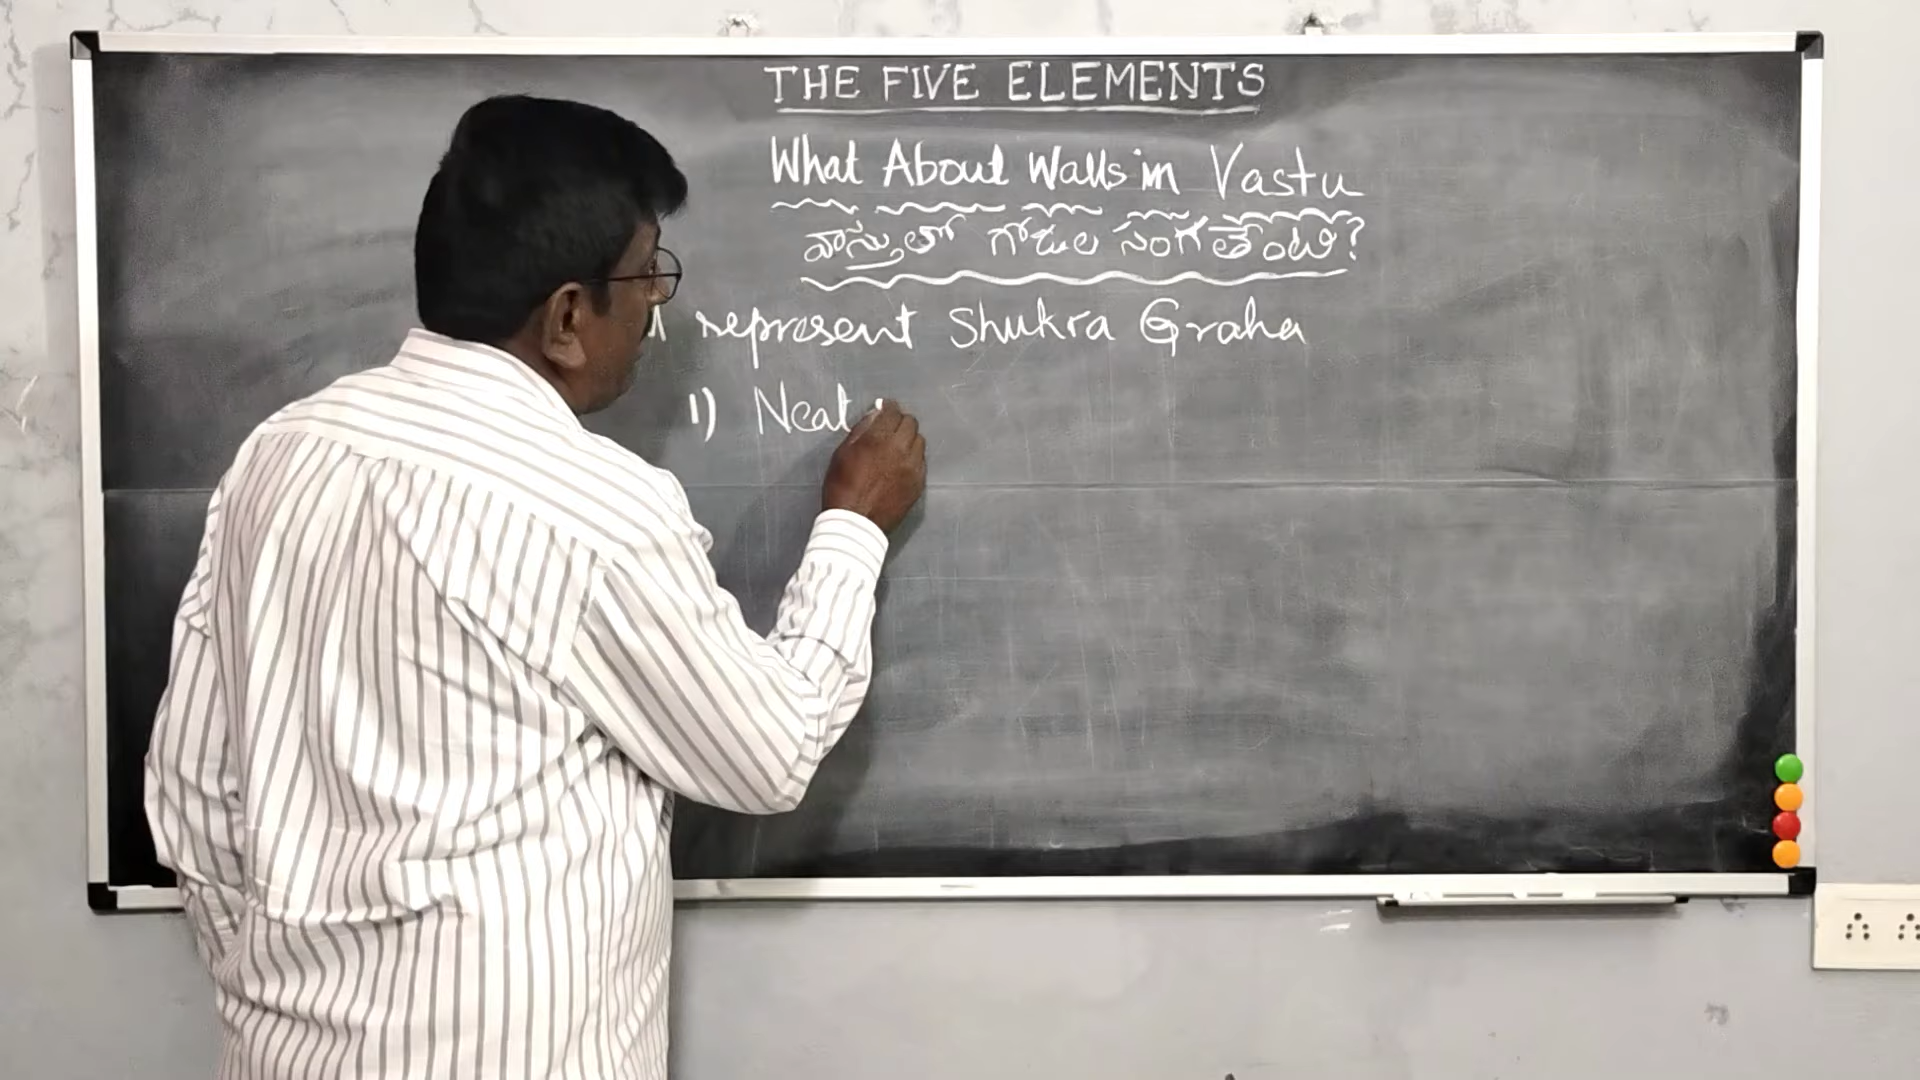 THE FIVE ELEMENTS
What About Walls in Vastu
వాస్తులో గోడల సంగతేంటి?
represent Shukra Graha
1) Neat